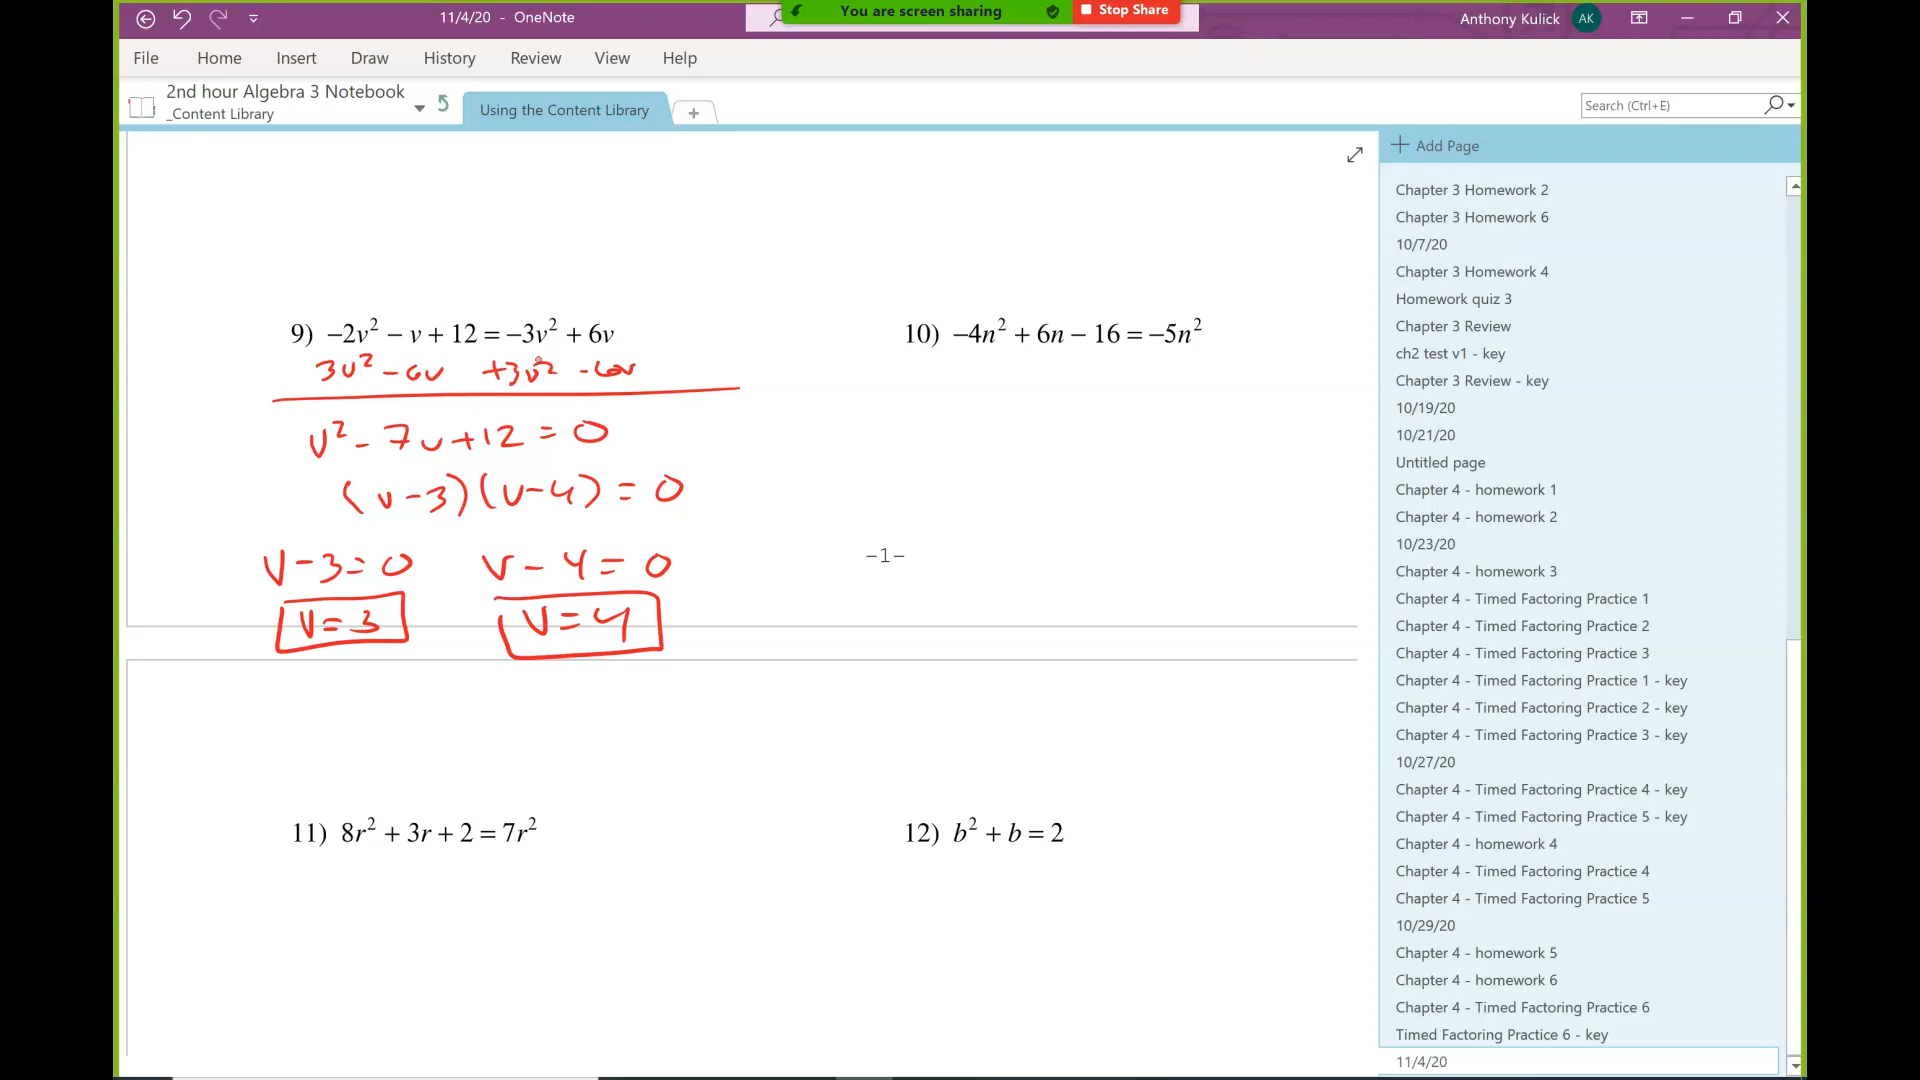 11/4/20 - OneNote
You are screen sharing
Stop Share
Anthony Kulick
AK
File Home Insert Draw History Review View Help
2nd hour Algebra 3 Notebook
_Content Library
Using the Content Library
Search (Ctrl+E)
Add Page
9) −2v² − v + 12 = −3v² + 6v
3v² - 6v +3v² - 6v
v² - 7v + 12 = 0
(v - 3)(v - 4) = 0
v - 3 = 0 v - 4 = 0
v = 3 v = 4
10) −4n² + 6n − 16 = −5n²
-1-
11) 8r² + 3r + 2 = 7r²
12) b² + b = 2
Chapter 3 Homework 2
Chapter 3 Homework 6
10/7/20
Chapter 3 Homework 4
Homework quiz 3
Chapter 3 Review
ch2 test v1 - key
Chapter 3 Review - key
10/19/20
10/21/20
Untitled page
Chapter 4 - homework 1
Chapter 4 - homework 2
10/23/20
Chapter 4 - homework 3
Chapter 4 - Timed Factoring Practice 1
Chapter 4 - Timed Factoring Practice 2
Chapter 4 - Timed Factoring Practice 3
Chapter 4 - Timed Factoring Practice 1 - key
Chapter 4 - Timed Factoring Practice 2 - key
Chapter 4 - Timed Factoring Practice 3 - key
10/27/20
Chapter 4 - Timed Factoring Practice 4 - key
Chapter 4 - Timed Factoring Practice 5 - key
Chapter 4 - homework 4
Chapter 4 - Timed Factoring Practice 4
Chapter 4 - Timed Factoring Practice 5
10/29/20
Chapter 4 - homework 5
Chapter 4 - homework 6
Chapter 4 - Timed Factoring Practice 6
Timed Factoring Practice 6 - key
11/4/20